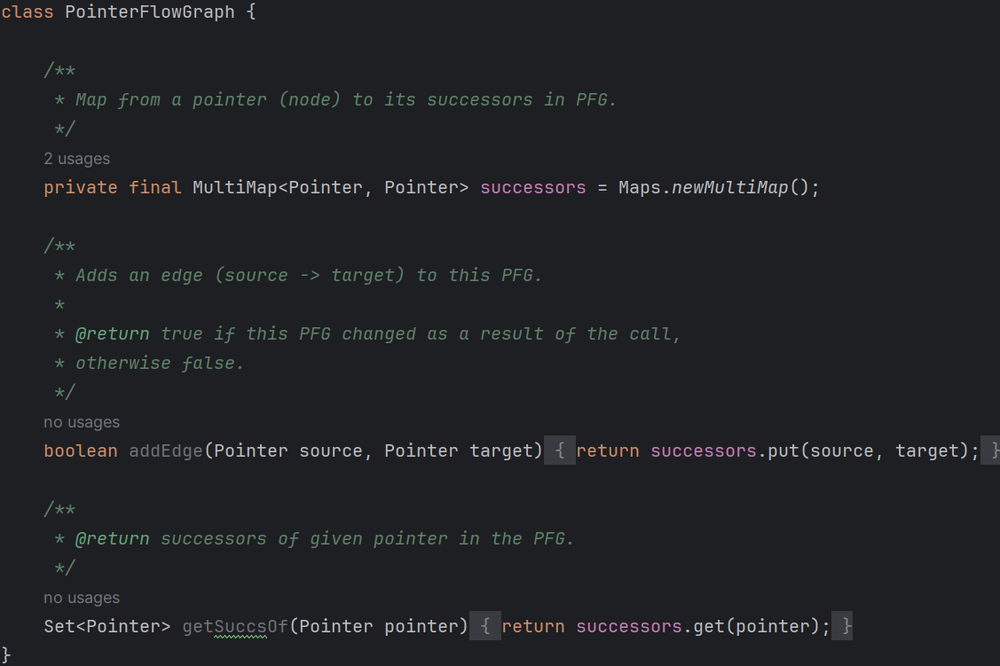 class PointerFlowGraph {
/**
* Map from a pointer (node) to its successors in PFG.
*/
2 usages
private final MultiMap<Pointer, Pointer> successors = Maps.newMultiMap();
/**
* Adds an edge (source -> target) to this PFG.
*
* @return true if this PFG changed as a result of the call,
* otherwise false.
*/
no usages
boolean addEdge(Pointer source, Pointer target) { return successors.put(source, target); }
/**
* @return successors of given pointer in the PFG.
*/
no usages
Set<Pointer> getSuccsOf(Pointer pointer) { return successors.get(pointer); }
}